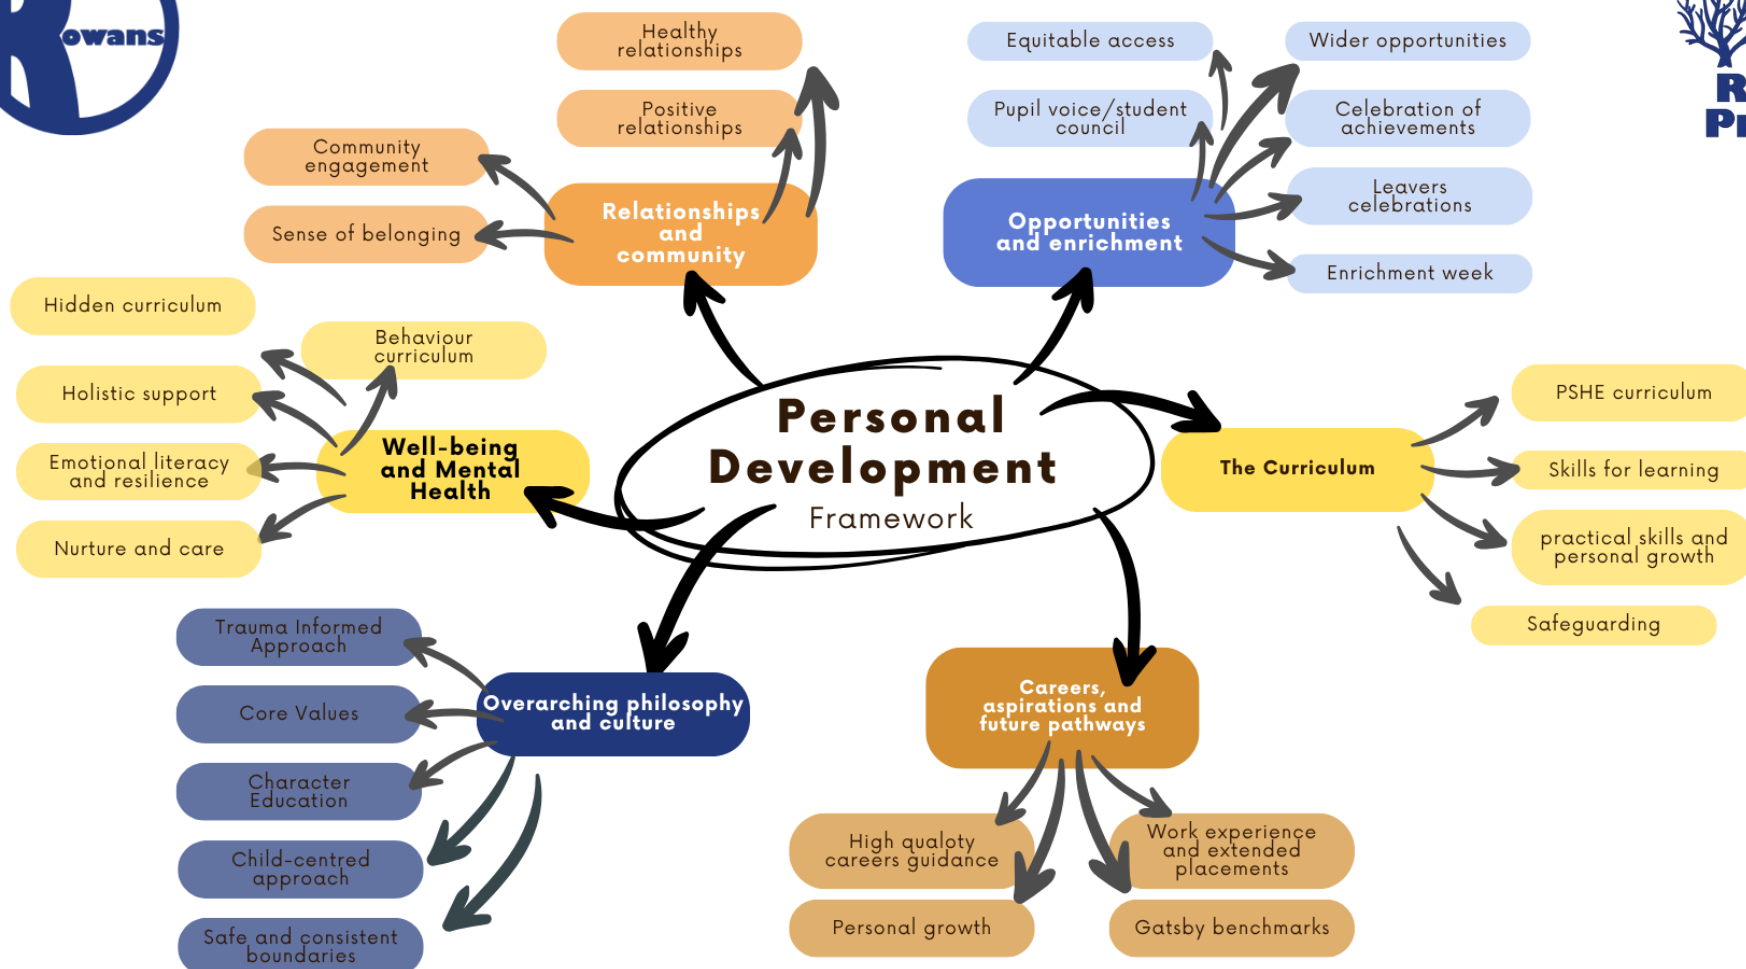 Rowans
Healthy
relationships
Positive
relationships
Community
engagement
Sense of belonging
Relationships
and
community
Equitable access
Pupil voice/student
council
Wider opportunities
Celebration of
achievements
Leavers
celebrations
Enrichment week
Opportunities
and enrichment
Hidden curriculum
Behaviour
curriculum
Holistic support
Emotional literacy
and resilience
Nurture and care
Well-being
and Mental
Health
Personal
Development
Framework
The Curriculum
PSHE curriculum
Skills for learning
practical skills and
personal growth
Safeguarding
Trauma Informed
Approach
Core Values
Character
Education
Child-centred
approach
Safe and consistent
boundaries
Overarching philosophy
and culture
Careers,
aspirations and
future pathways
High qualoty
careers guidance
Personal growth
Work experience
and extended
placements
Gatsby benchmarks